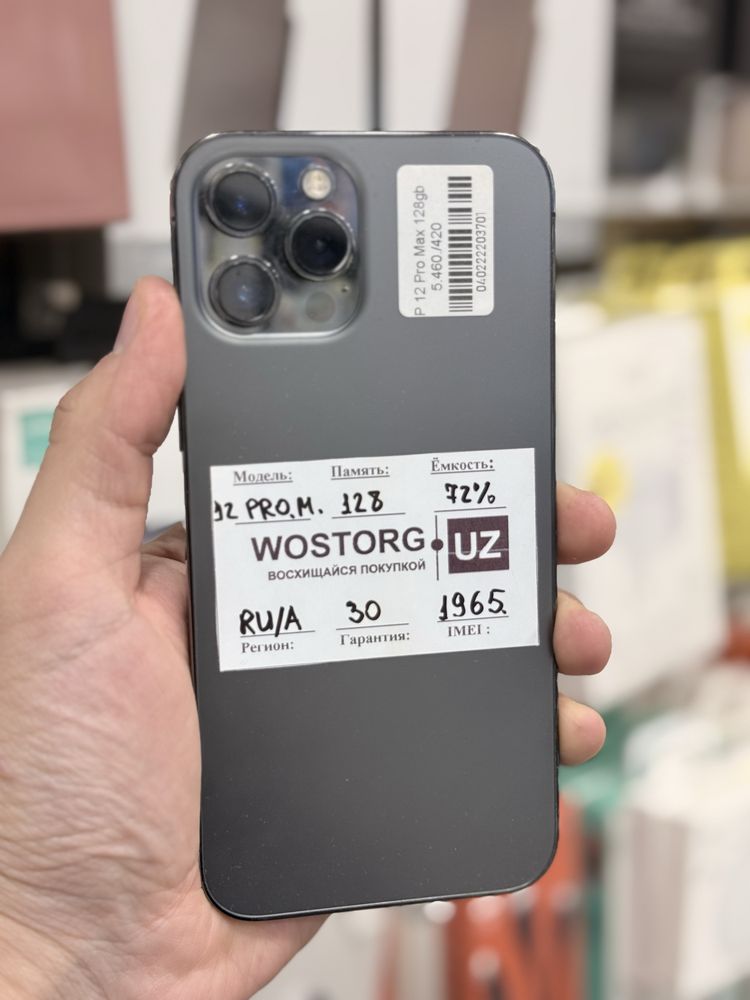 P 12 Pro Max 128gb
5.460./420
040222203701
Модель: Память: Ёмкость:
12 PRO.M. 128 72%
WOSTORG.UZ
ВОСХИЩАЙСЯ ПОКУПКОЙ
RU/A 30 1965.
Регион: Гарантия: IMEI :